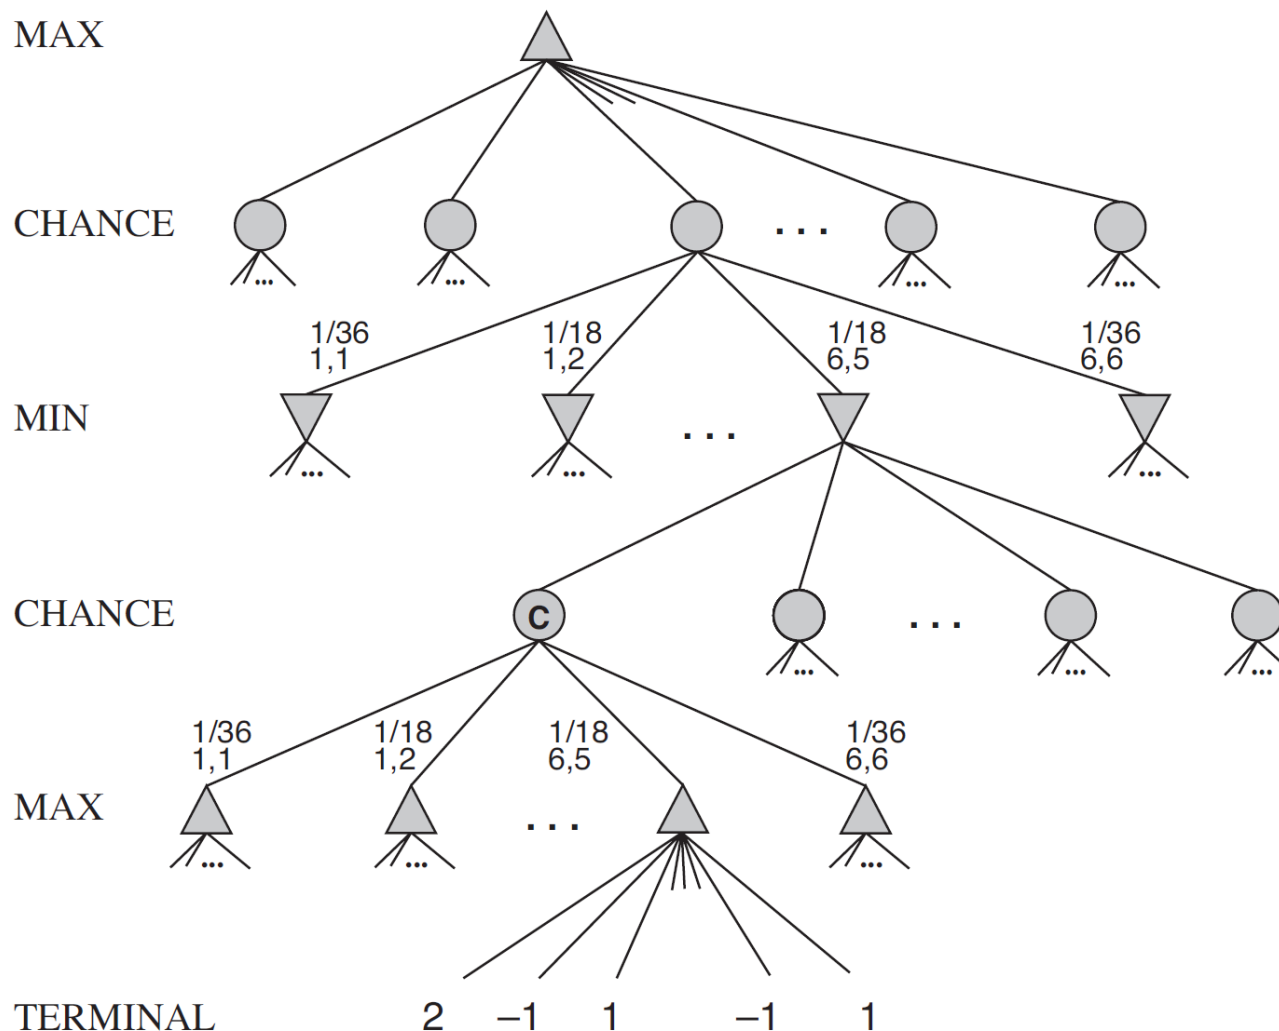 MAX
CHANCE
. . .
... ... ... ...
1/36 1/18 1/18 1/36
1,1 1,2 6,5 6,6
MIN
. . .
... ... ...
CHANCE
C
. . .
... ... ...
1/36 1/18 1/18 1/36
1,1 1,2 6,5 6,6
MAX
. . .
... ... ...
TERMINAL 2 –1 1 –1 1